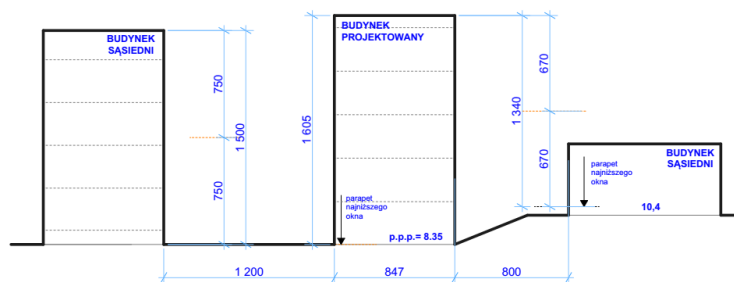 BUDYNEK
SĄSIEDNI
750
750
1 500
1 605
BUDYNEK
PROJEKTOWANY
parapet
najniższego
okna
p.p.p.= 8.35
1 340
670
670
parapet
najniższego
okna
BUDYNEK
SĄSIEDNI
10,4
1 200
847
800